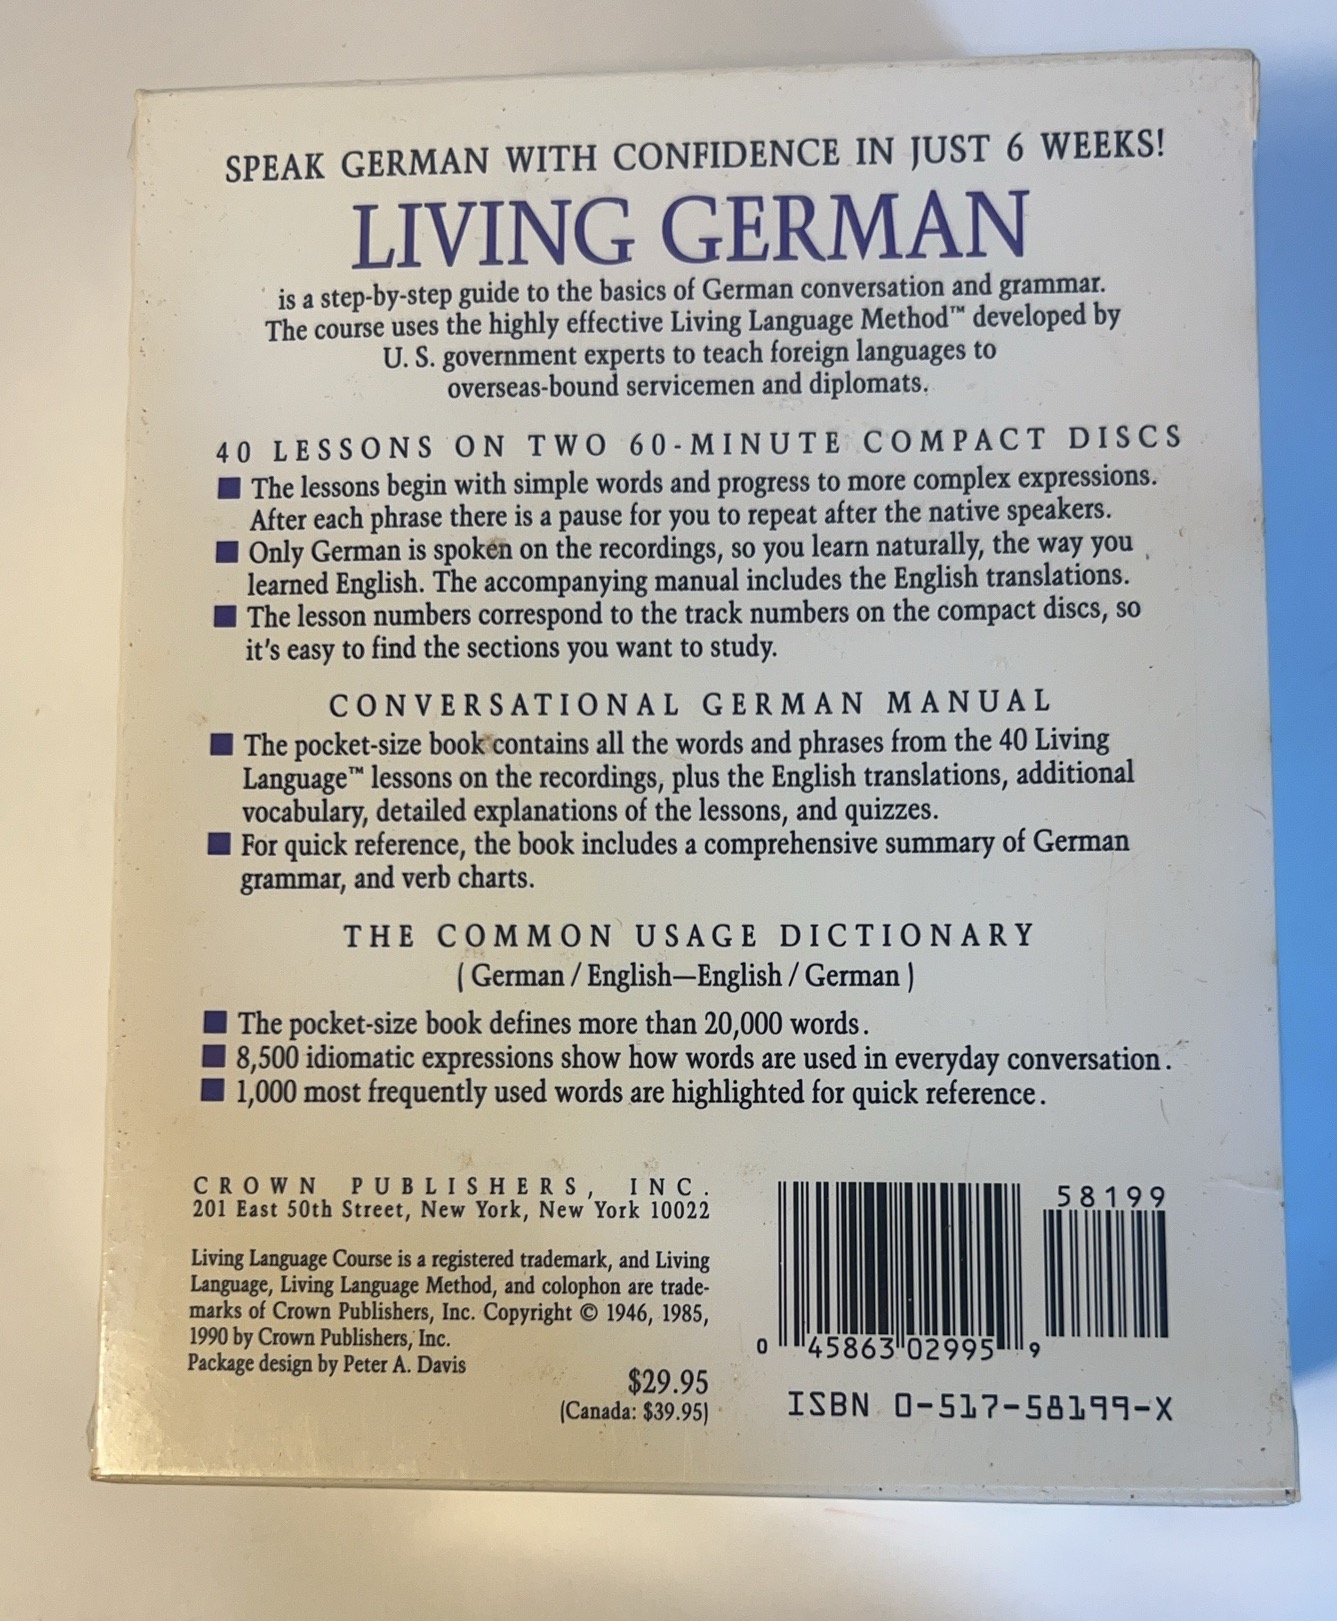 SPEAK GERMAN WITH CONFIDENCE IN JUST 6 WEEKS!
LIVING GERMAN
is a step-by-step guide to the basics of German conversation and grammar.
The course uses the highly effective Living Language Method™ developed by
U. S. government experts to teach foreign languages to
overseas-bound servicemen and diplomats.
40 LESSONS ON TWO 60-MINUTE COMPACT DISCS
■ The lessons begin with simple words and progress to more complex expressions.
After each phrase there is a pause for you to repeat after the native speakers.
■ Only German is spoken on the recordings, so you learn naturally, the way you
learned English. The accompanying manual includes the English translations.
■ The lesson numbers correspond to the track numbers on the compact discs, so
it's easy to find the sections you want to study.
CONVERSATIONAL GERMAN MANUAL
■ The pocket-size book contains all the words and phrases from the 40 Living
Language™ lessons on the recordings, plus the English translations, additional
vocabulary, detailed explanations of the lessons, and quizzes.
■ For quick reference, the book includes a comprehensive summary of German
grammar, and verb charts.
THE COMMON USAGE DICTIONARY
(German / English—English / German)
■ The pocket-size book defines more than 20,000 words.
■ 8,500 idiomatic expressions show how words are used in everyday conversation.
■ 1,000 most frequently used words are highlighted for quick reference.
CROWN PUBLISHERS, INC.
201 East 50th Street, New York, New York 10022
Living Language Course is a registered trademark, and Living
Language, Living Language Method, and colophon are trade-
marks of Crown Publishers, Inc. Copyright © 1946, 1985,
1990 by Crown Publishers, Inc.
Package design by Peter A. Davis
$29.95
(Canada: $39.95)
58199
0 45863 02995 9
ISBN 0-517-58199-X